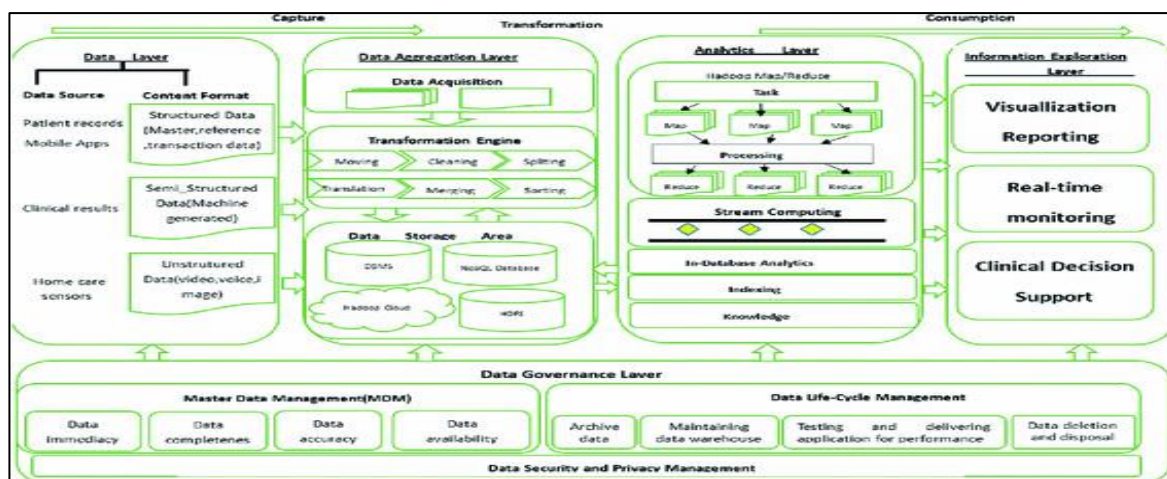 Capture
Transformation
Consumption
Data Layer
Data Source
Content Format
Patient records
Mobile Apps
Structured Data
(Master,reference
,transaction data)
Clinical results
Semi_Structured
Data(Machine
generated)
Home care
sensors
Unstrutured
Data(video,voice,i
mage)
Data Aggregation Layer
Data Acquisition
Transformation Engine
Moving
Cleaning
Spliting
Translation
Merging
Sorting
Data Storage Area
NoSQL Database
Hadoop Cloud
Analytics Layer
Hadoop Map/Reduce
Task
Map
Map
Map
Processing
Reduce
Reduce
Reduce
Stream Computing
In-Database Analytics
Indexing
Knowledge
Information Exploration
Layer
Visuallization
Reporting
Real-time
monitoring
Clinical Decision
Support
Data Governance Layer
Master Data Management(MDM)
Data
Immediacy
Data
completenes
Data
accuracy
Data
availability
Data Life-Cycle Management
Archive
data
Maintaining
data warehouse
Testing and delivering
application for performance
Data deletion
and disposal
Data Security and Privacy Management